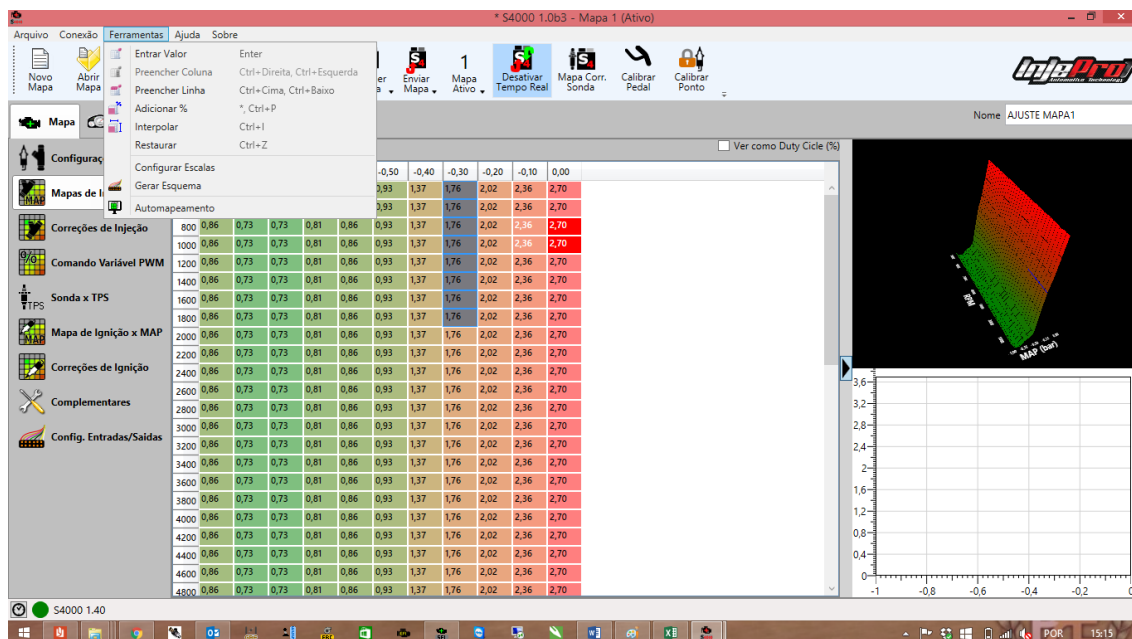 * S4000 1.0b3 - Mapa 1 (Ativo)
Arquivo Conexão Ferramentas Ajuda Sobre
Novo Mapa
Abrir Mapa
Enviar Mapa
1 Mapa Ativo
Desativar Tempo Real
Mapa Corr. Sonda
Calibrar Pedal
Calibrar Ponto
InjePro
Entrar Valor Enter
Preencher Coluna Ctrl+Direita, Ctrl+Esquerda
Preencher Linha Ctrl+Cima, Ctrl+Baixo
Adicionar % *, Ctrl+P
Interpolar Ctrl+I
Restaurar Ctrl+Z
Configurar Escalas
Gerar Esquema
Automapeamento
Mapa
Nome AJUSTE MAPA1
Ver como Duty Cicle (%)
Mapas de I
Correções de Injeção
Comando Variável PWM
Sonda x TPS
Mapa de Ignição x MAP
Correções de Ignição
Complementares
Config. Entradas/Saidas
-0,50 -0,40 -0,30 -0,20 -0,10 0,00
0,93 1,37 1,76 2,02 2,36 2,70
0,93 1,37 1,76 2,02 2,36 2,70
800 0,86 0,73 0,73 0,81 0,86 0,93 1,37 1,76 2,02 2,36 2,70
1000 0,86 0,73 0,73 0,81 0,86 0,93 1,37 1,76 2,02 2,36 2,70
1200 0,86 0,73 0,73 0,81 0,86 0,93 1,37 1,76 2,02 2,36 2,70
1400 0,86 0,73 0,73 0,81 0,86 0,93 1,37 1,76 2,02 2,36 2,70
1600 0,86 0,73 0,73 0,81 0,86 0,93 1,37 1,76 2,02 2,36 2,70
1800 0,86 0,73 0,73 0,81 0,86 0,93 1,37 1,76 2,02 2,36 2,70
2000 0,86 0,73 0,73 0,81 0,86 0,93 1,37 1,76 2,02 2,36 2,70
2200 0,86 0,73 0,73 0,81 0,86 0,93 1,37 1,76 2,02 2,36 2,70
2400 0,86 0,73 0,73 0,81 0,86 0,93 1,37 1,76 2,02 2,36 2,70
2600 0,86 0,73 0,73 0,81 0,86 0,93 1,37 1,76 2,02 2,36 2,70
2800 0,86 0,73 0,73 0,81 0,86 0,93 1,37 1,76 2,02 2,36 2,70
3000 0,86 0,73 0,73 0,81 0,86 0,93 1,37 1,76 2,02 2,36 2,70
3200 0,86 0,73 0,73 0,81 0,86 0,93 1,37 1,76 2,02 2,36 2,70
3400 0,86 0,73 0,73 0,81 0,86 0,93 1,37 1,76 2,02 2,36 2,70
3600 0,86 0,73 0,73 0,81 0,86 0,93 1,37 1,76 2,02 2,36 2,70
3800 0,86 0,73 0,73 0,81 0,86 0,93 1,37 1,76 2,02 2,36 2,70
4000 0,86 0,73 0,73 0,81 0,86 0,93 1,37 1,76 2,02 2,36 2,70
4200 0,86 0,73 0,73 0,81 0,86 0,93 1,37 1,76 2,02 2,36 2,70
4400 0,86 0,73 0,73 0,81 0,86 0,93 1,37 1,76 2,02 2,36 2,70
4600 0,86 0,73 0,73 0,81 0,86 0,93 1,37 1,76 2,02 2,36 2,70
4800 0,86 0,73 0,73 0,81 0,86 0,93 1,37 1,76 2,02 2,36 2,70
RPM
MAP (bar)
3,6
3,2
2,8
2,4
2
1,6
1,2
0,8
0,4
0
-1 -0,8 -0,6 -0,4 -0,2
S4000 1.40
POR 15:15